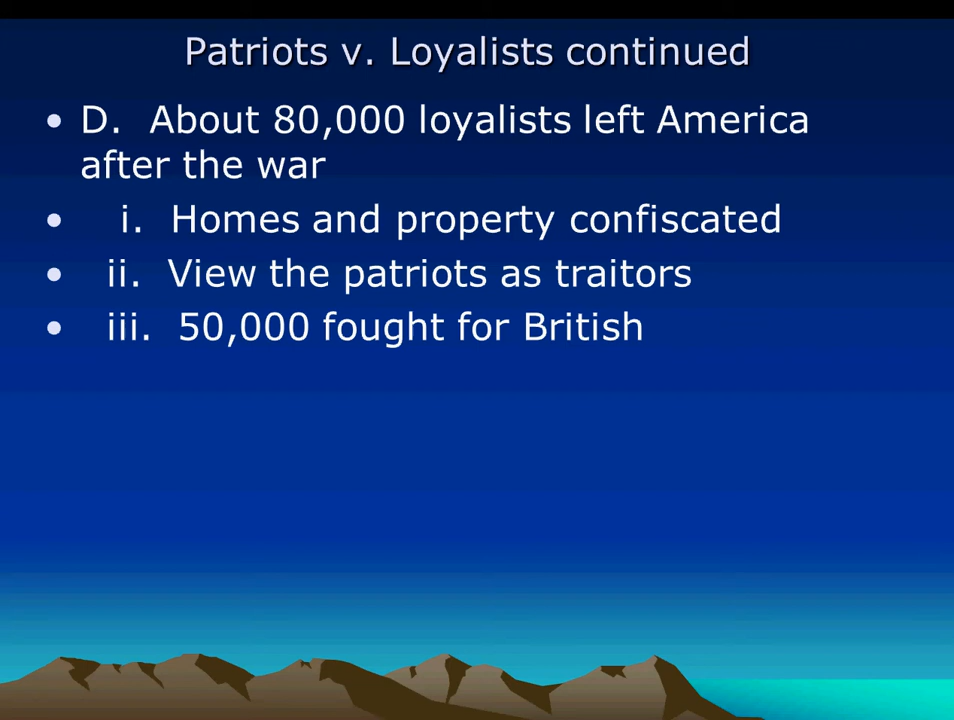 Patriots v. Loyalists continued
• D. About 80,000 loyalists left America
after the war
• i. Homes and property confiscated
• ii. View the patriots as traitors
• iii. 50,000 fought for British